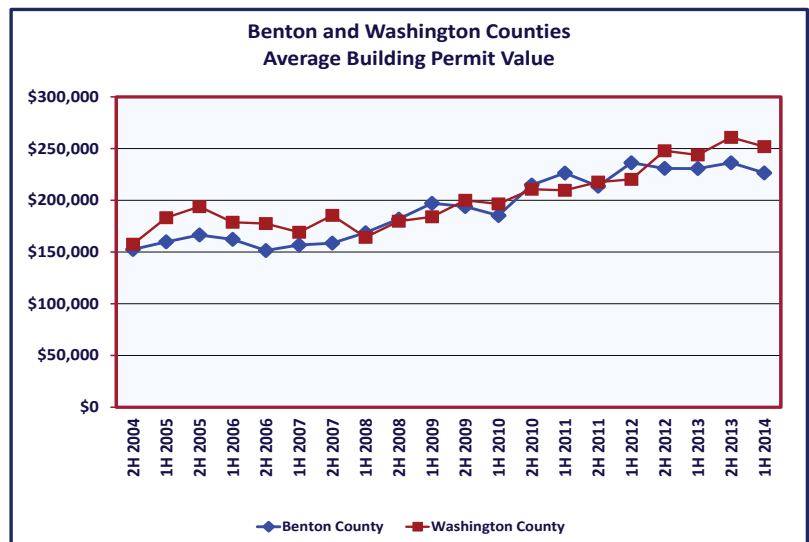 Benton and Washington Counties
Average Building Permit Value
$300,000
$250,000
$200,000
$150,000
$100,000
$50,000
$0
2H 2004
1H 2005
2H 2005
1H 2006
2H 2006
1H 2007
2H 2007
1H 2008
2H 2008
1H 2009
2H 2009
1H 2010
2H 2010
1H 2011
2H 2011
1H 2012
2H 2012
1H 2013
2H 2013
1H 2014
Benton County Washington County